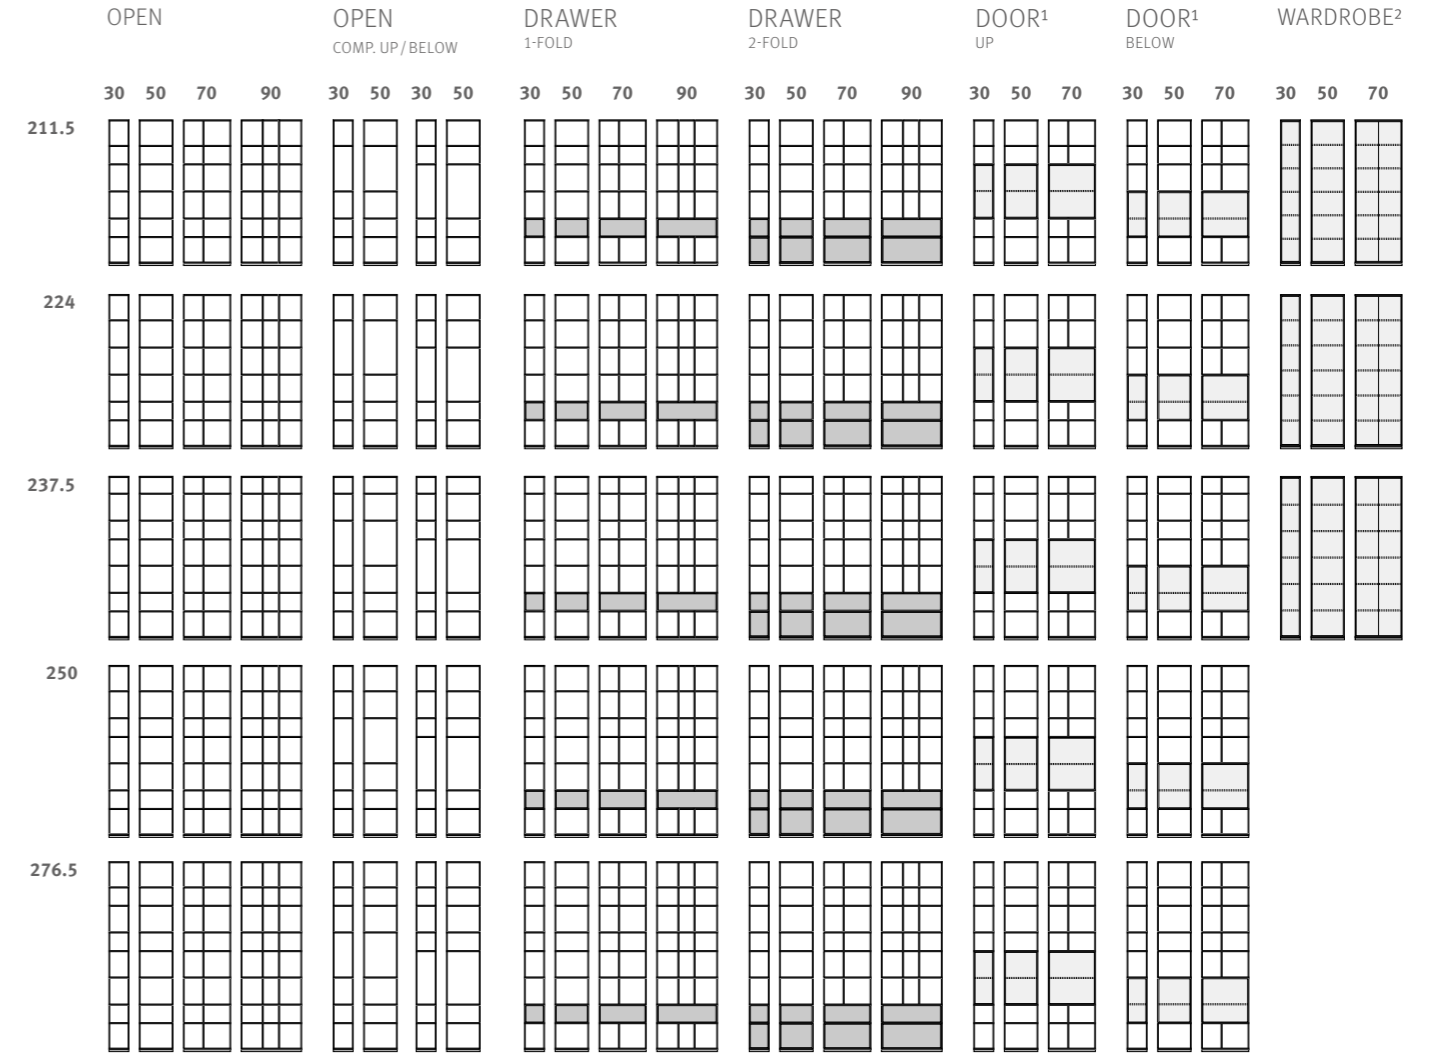 OPEN OPEN DRAWER DRAWER DOOR¹ DOOR¹ WARDROBE²
COMP. UP / BELOW 1-FOLD 2-FOLD UP BELOW
30 50 70 90 30 50 30 50 30 50 70 90 30 50 70 90 30 50 70 30 50 70 30 50 70
211.5
224
237.5
250
276.5